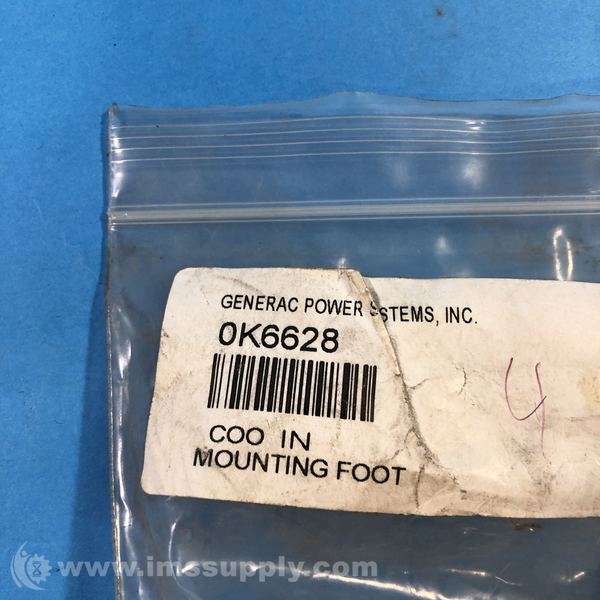 GENERAC POWER SYSTEMS, INC.
0K6628
4
COO IN
MOUNTING FOOT
www.imssupply.com